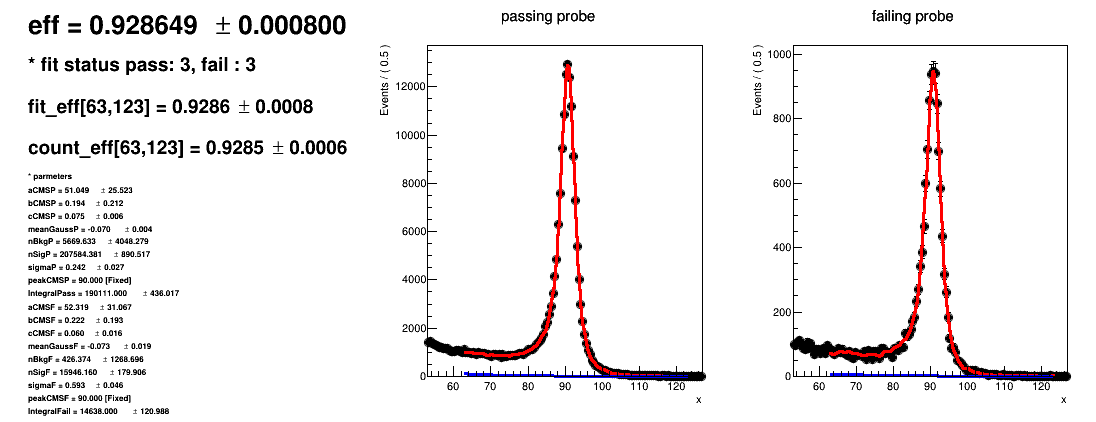 eff = 0.928649 ± 0.000800
* fit status pass: 3, fail : 3
fit_eff[63,123] = 0.9286 ± 0.0008
count_eff[63,123] = 0.9285 ± 0.0006
* parmeters
aCMSP = 51.049 ± 25.523
bCMSP = 0.194 ± 0.212
cCMSP = 0.075 ± 0.006
meanGaussP = -0.070 ± 0.004
nBkgP = 5669.633 ± 4048.279
nSigP = 207584.381 ± 890.517
sigmaP = 0.242 ± 0.027
peakCMSP = 90.000 [Fixed]
IntegralPass = 190111.000 ± 436.017
aCMSF = 52.319 ± 31.067
bCMSF = 0.222 ± 0.193
cCMSF = 0.060 ± 0.016
meanGaussF = -0.073 ± 0.019
nBkgF = 426.374 ± 1268.696
nSigF = 15946.160 ± 179.906
sigmaF = 0.593 ± 0.046
peakCMSF = 90.000 [Fixed]
IntegralFail = 14638.000 ± 120.988
passing probe
Events / ( 0.5 )
12000
10000
8000
6000
4000
2000
0
60 70 80 90 100 110 120
x
failing probe
Events / ( 0.5 )
1000
800
600
400
200
0
60 70 80 90 100 110 120
x